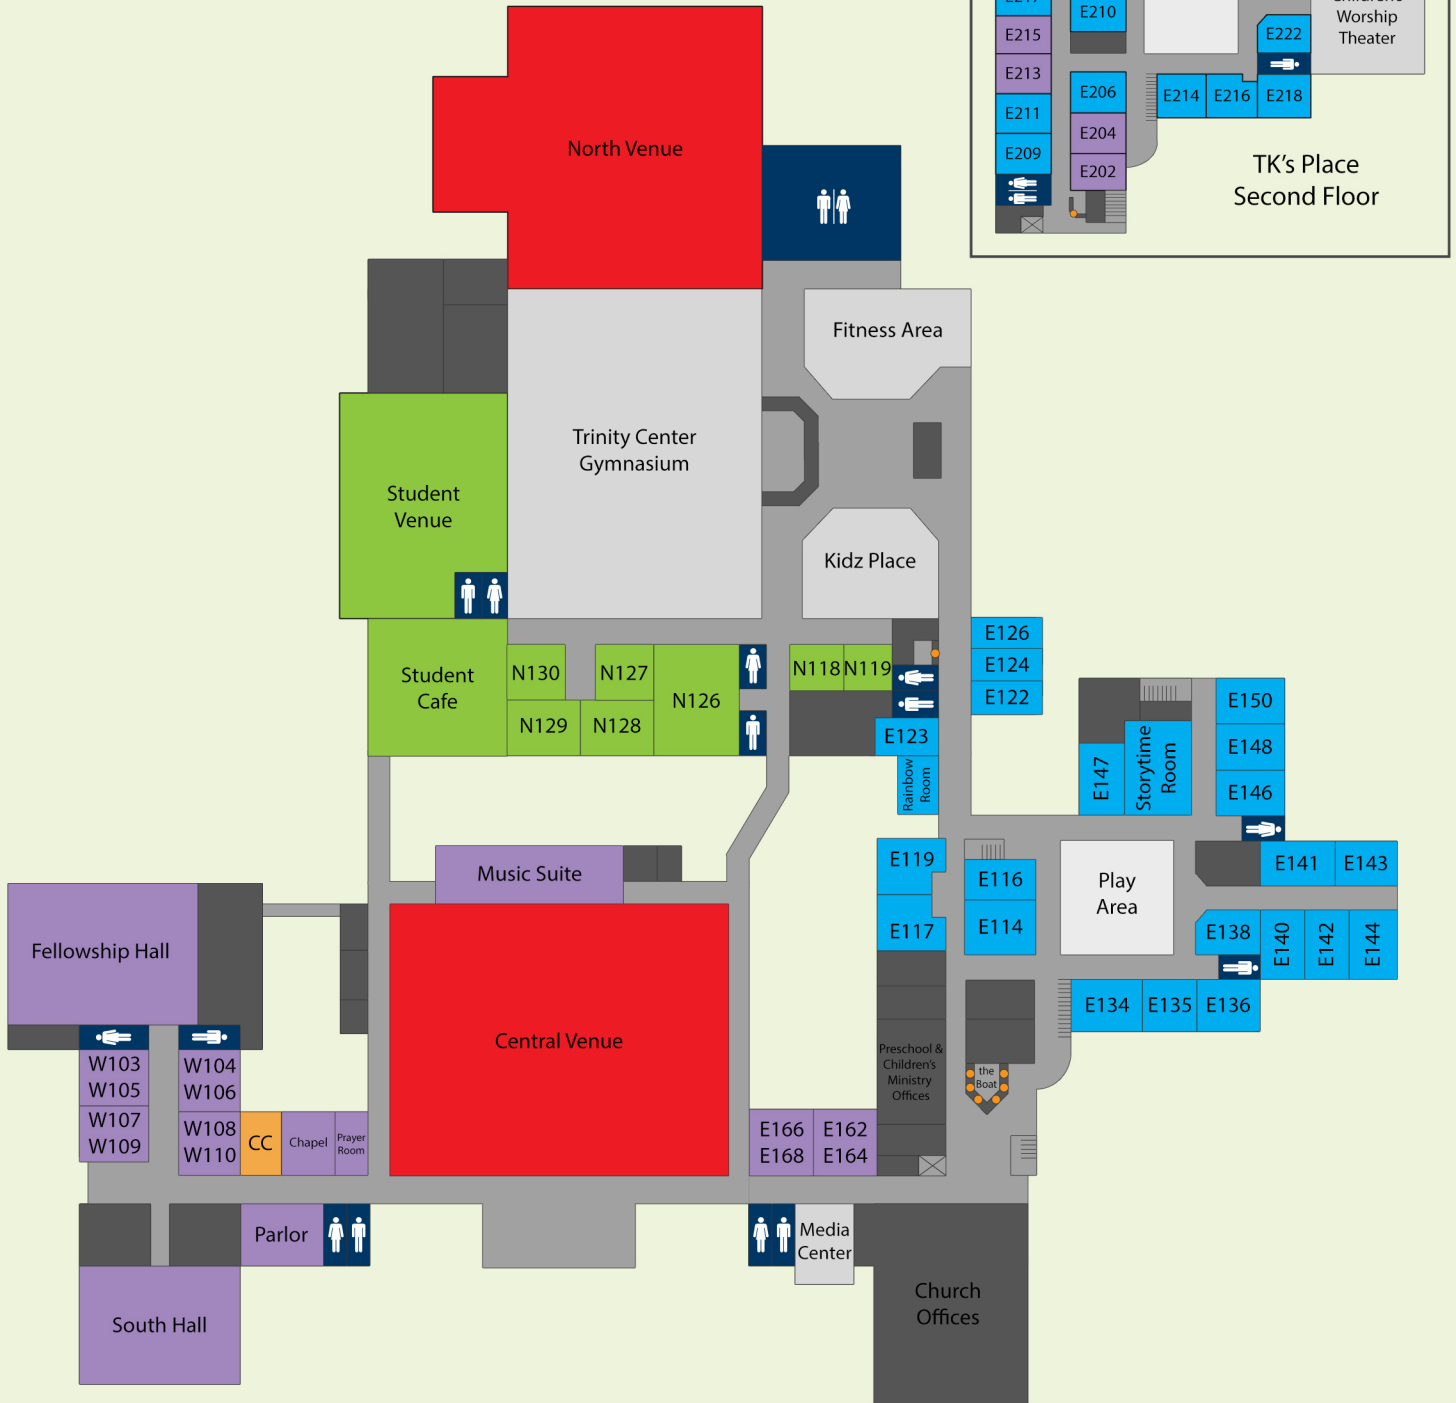 E210
Worship
Theater
E215
E222
E213
E206
E214
E216
E218
E211
E204
E209
E202
TK's Place
Second Floor
North Venue
Fitness Area
Trinity Center
Gymnasium
Student
Venue
Kidz Place
Student
Cafe
N130
N127
N126
N129
N128
N118
N119
E126
E124
E122
E123
Rainbow
Room
E147
Storytime
Room
E150
E148
E146
E119
E116
E117
E114
Play
Area
E141
E143
E138
E140
E142
E144
E134
E135
E136
Music Suite
Fellowship Hall
Central Venue
Preschool &
Children's
Ministry
Offices
the
Boat
W103
W105
W107
W109
W104
W106
W108
W110
CC
Chapel
Prayer
Room
E166
E168
E162
E164
Parlor
Media
Center
South Hall
Church
Offices